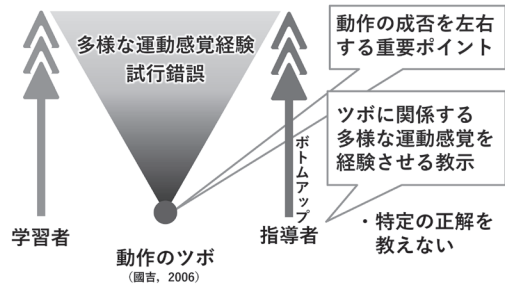 多様な運動感覚経験
試行錯誤
動作の成否を左右
する重要ポイント
ツボに関係する
多様な運動感覚を
経験させる教示
ボトムアップ
・特定の正解を
教えない
学習者
動作のツボ
(國吉, 2006)
指導者